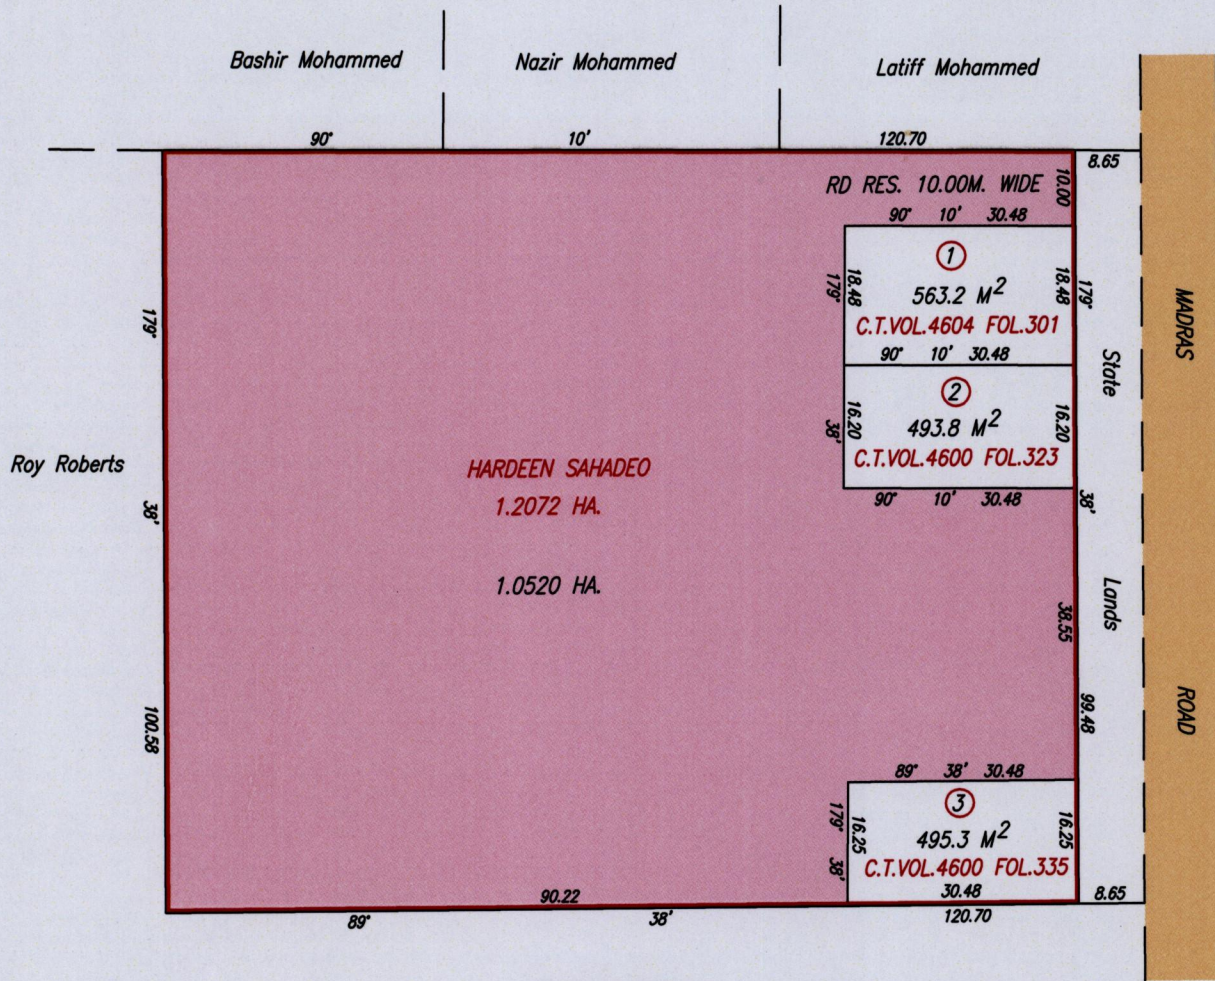 Bashir Mohammed
Nazir Mohammed
Latiff Mohammed
90° 10' 120.70
8.65
RD RES. 10.00M. WIDE
10.00
90° 10' 30.48
1
179°
18.48
563.2 M²
18.48
179°
C.T.VOL.4604 FOL.301
90° 10' 30.48
2
38'
16.20
493.8 M²
16.20
C.T.VOL.4600 FOL.323
90° 10' 30.48
38'
State
Lands
MADRAS
ROAD
179°
38'
100.58
Roy Roberts
HARDEEN SAHADEO
1.2072 HA.
1.0520 HA.
38.55
99.48
89° 38' 30.48
3
179°
38'
16.25
495.3 M²
16.25
C.T.VOL.4600 FOL.335
30.48
8.65
90.22
89° 38' 120.70